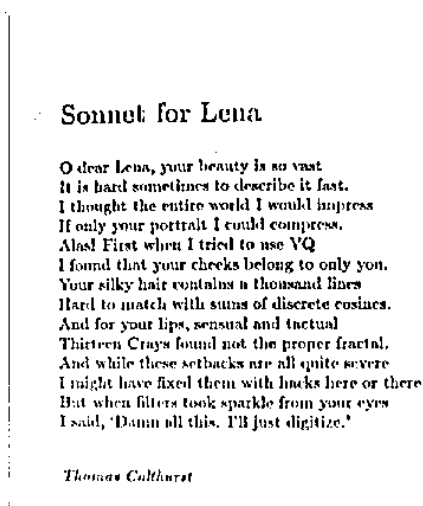 Sonnet for Lena
O dear Lena, your beauty is so vast
It is hard sometimes to describe it fast.
I thought the entire world I would impress
If only your portrait I could compress.
Alas! First when I tried to use VQ
I found that your cheeks belong to only you.
Your silky hair contains a thousand lines
Hard to match with sums of discrete cosines.
And for your lips, sensual and tactual
Thirteen Crays found not the proper fractal.
And while these setbacks are all quite severe
I might have fixed them with hacks here or there
But when filters took sparkle from your eyes
I said, 'Damn all this. I'll just digitize.'
Thomas Colthurst